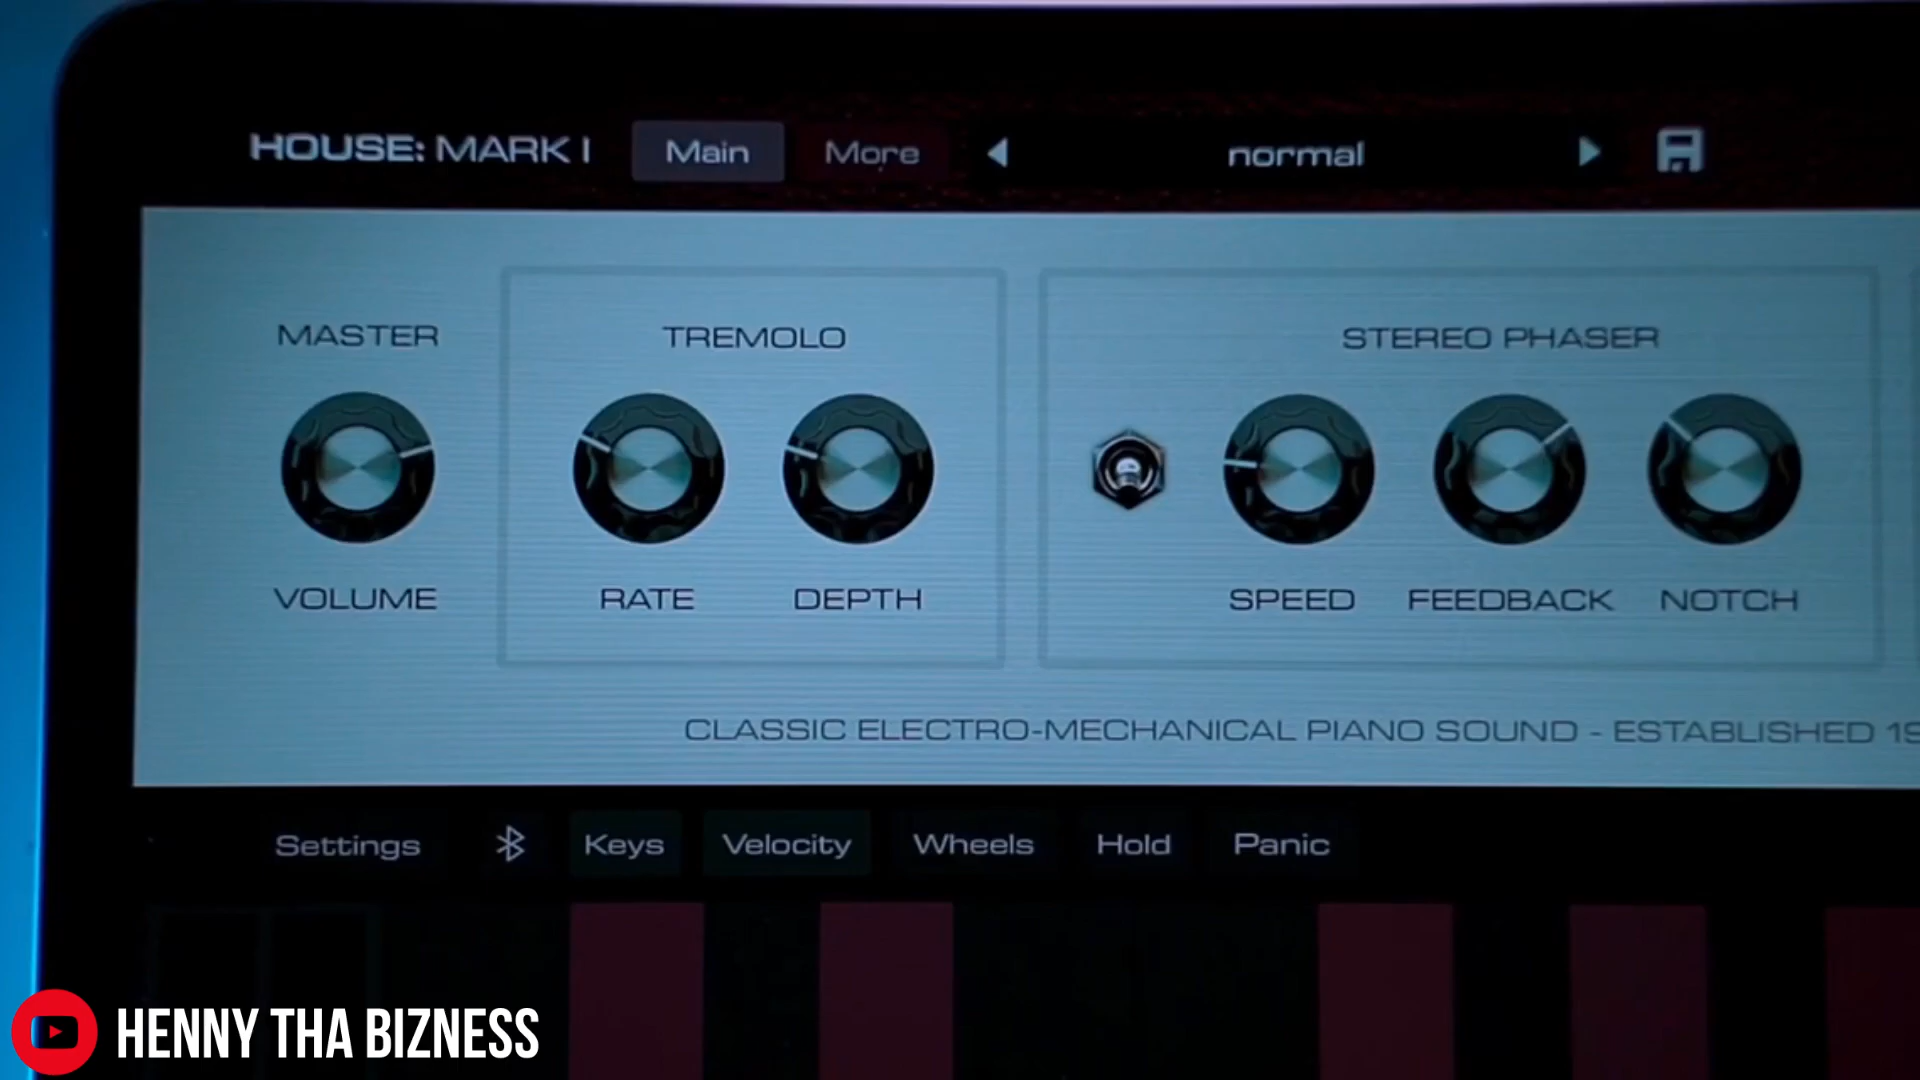 HOUSE: MARK I
Main
More
normal
MASTER
VOLUME
TREMOLO
RATE
DEPTH
STEREO PHASER
SPEED
FEEDBACK
NOTCH
CLASSIC ELECTRO-MECHANICAL PIANO SOUND - ESTABLISHED
Settings
Keys
Velocity
Wheels
Hold
Panic
HENNY THA BIZNESS